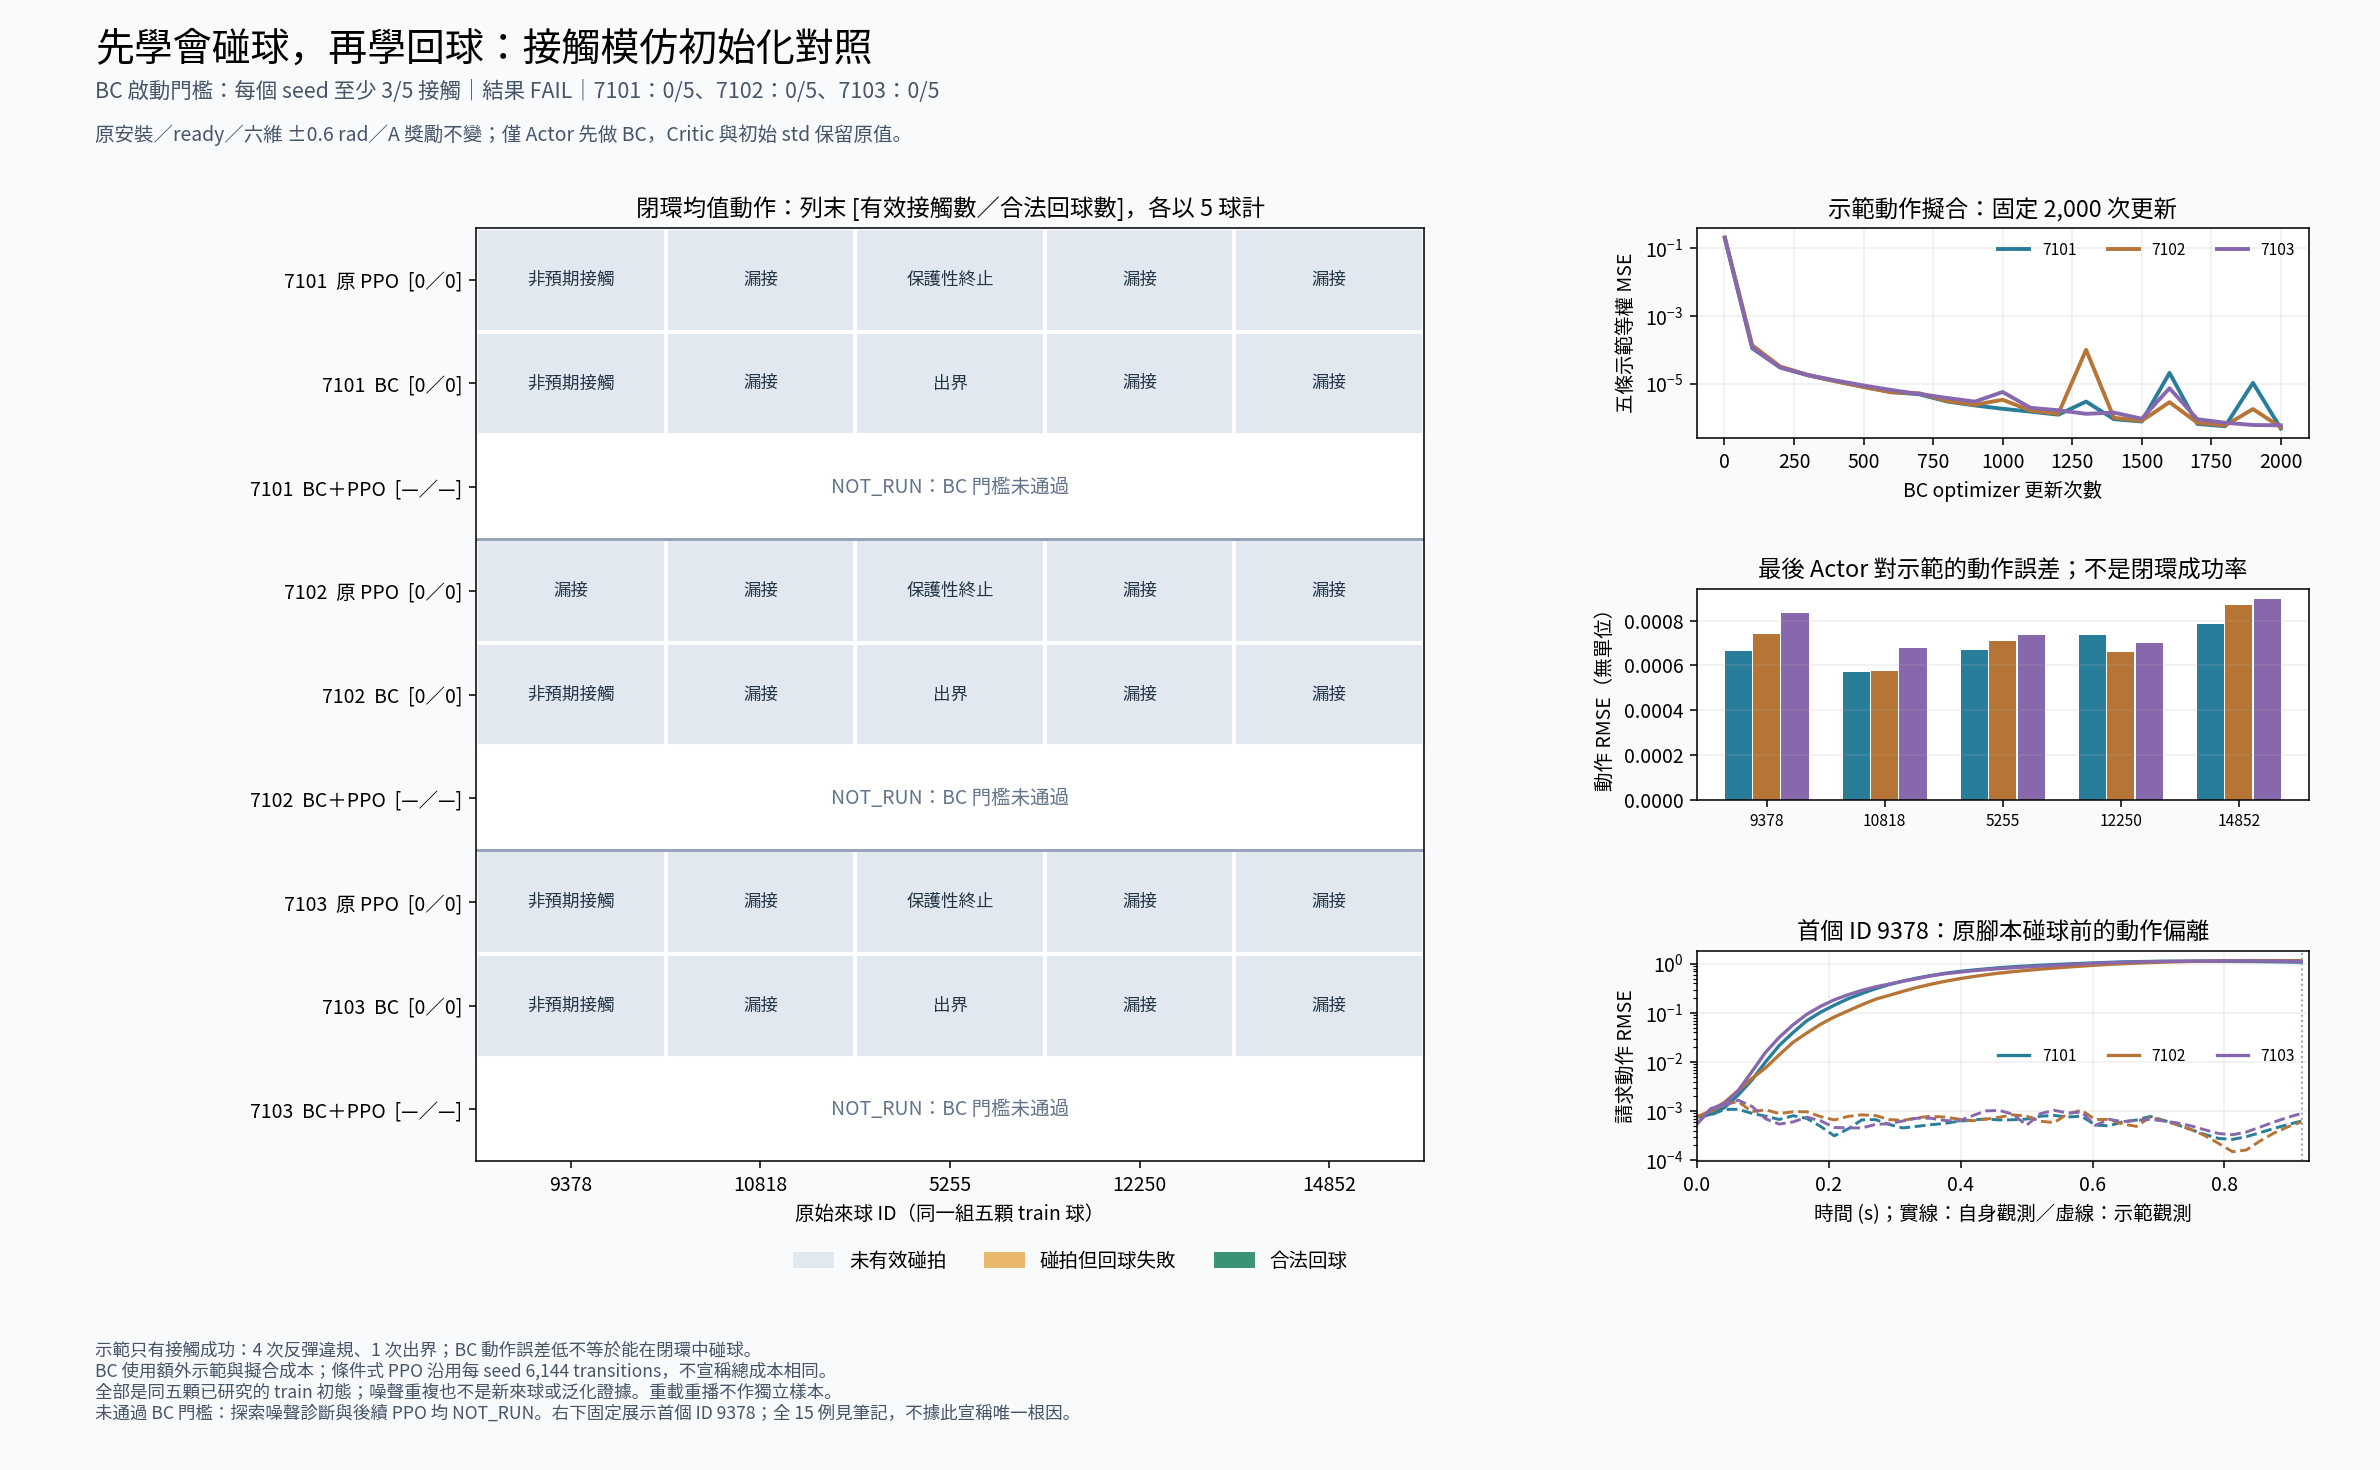 先學會碰球，再學回球：接觸模仿初始化對照
BC 啟動門檻：每個 seed 至少 3/5 接觸｜結果 FAIL｜7101：0/5、7102：0/5、7103：0/5
原安裝／ready／六維 ±0.6 rad／A 獎勵不變；僅 Actor 先做 BC，Critic 與初始 std 保留原值。
閉環均值動作：列末 [有效接觸數／合法回球數]，各以 5 球計
7101 原 PPO [0／0]
非預期接觸 漏接 保護性終止 漏接 漏接
7101 BC [0／0]
非預期接觸 漏接 出界 漏接 漏接
7101 BC＋PPO [—／—]
NOT_RUN：BC 門檻未通過
7102 原 PPO [0／0]
漏接 漏接 保護性終止 漏接 漏接
7102 BC [0／0]
非預期接觸 漏接 出界 漏接 漏接
7102 BC＋PPO [—／—]
NOT_RUN：BC 門檻未通過
7103 原 PPO [0／0]
非預期接觸 漏接 保護性終止 漏接 漏接
7103 BC [0／0]
非預期接觸 漏接 出界 漏接 漏接
7103 BC＋PPO [—／—]
NOT_RUN：BC 門檻未通過
9378 10818 5255 12250 14852
原始來球 ID（同一組五顆 train 球）
未有效碰拍 碰拍但回球失敗 合法回球
示範動作擬合：固定 2,000 次更新
五條示範等權 MSE
10⁻¹
10⁻³
10⁻⁵
7101 7102 7103
0 250 500 750 1000 1250 1500 1750 2000
BC optimizer 更新次數
最後 Actor 對示範的動作誤差；不是閉環成功率
動作 RMSE（無單位）
0.0008
0.0006
0.0004
0.0002
0.0000
9378 10818 5255 12250 14852
首個 ID 9378：原腳本碰球前的動作偏離
請求動作 RMSE
10⁰
10⁻¹
10⁻²
10⁻³
10⁻⁴
7101 7102 7103
0.0 0.2 0.4 0.6 0.8
時間 (s)；實線：自身觀測／虛線：示範觀測
示範只有接觸成功：4 次反彈違規、1 次出界；BC 動作誤差低不等於能在閉環中碰球。
BC 使用額外示範與擬合成本；條件式 PPO 沿用每 seed 6,144 transitions，不宣稱總成本相同。
全部是同五顆已研究的 train 初態；噪聲重複也不是新來球或泛化證據。重載重播不作獨立樣本。
未通過 BC 門檻：探索噪聲診斷與後續 PPO 均 NOT_RUN。右下固定展示首個 ID 9378；全 15 例見筆記，不據此宣稱唯一根因。